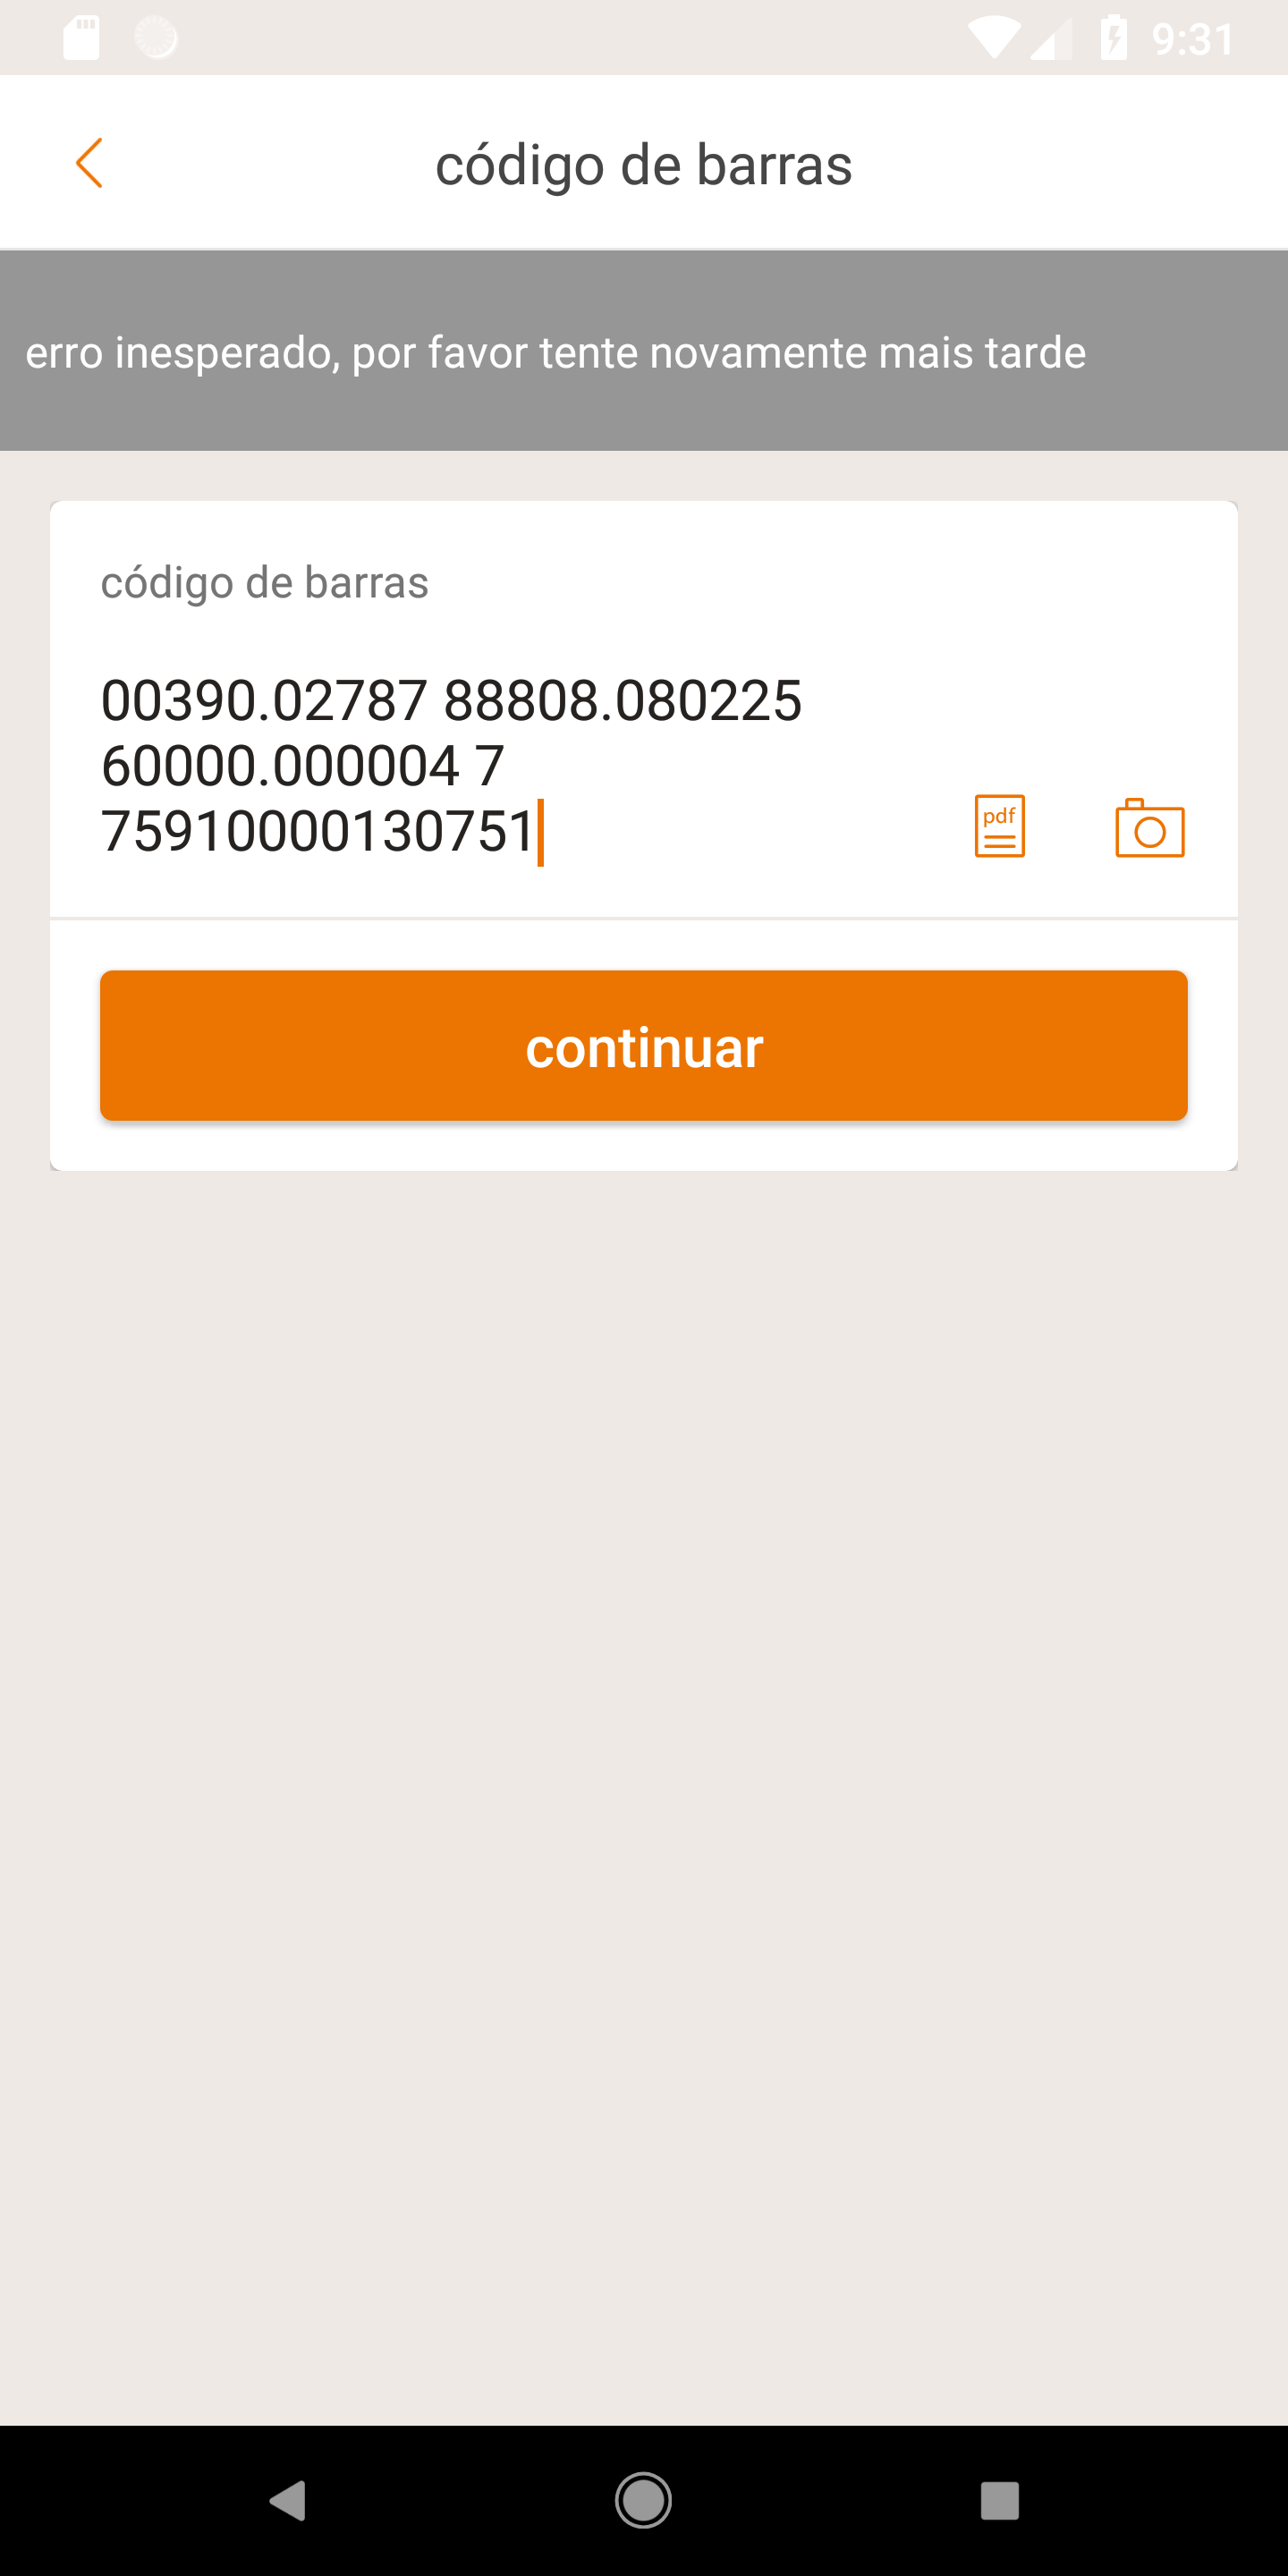 9:31
código de barras
erro inesperado, por favor tente novamente mais tarde
código de barras
00390.02787 88808.080225
60000.000004 7
75910000130751
pdf
continuar